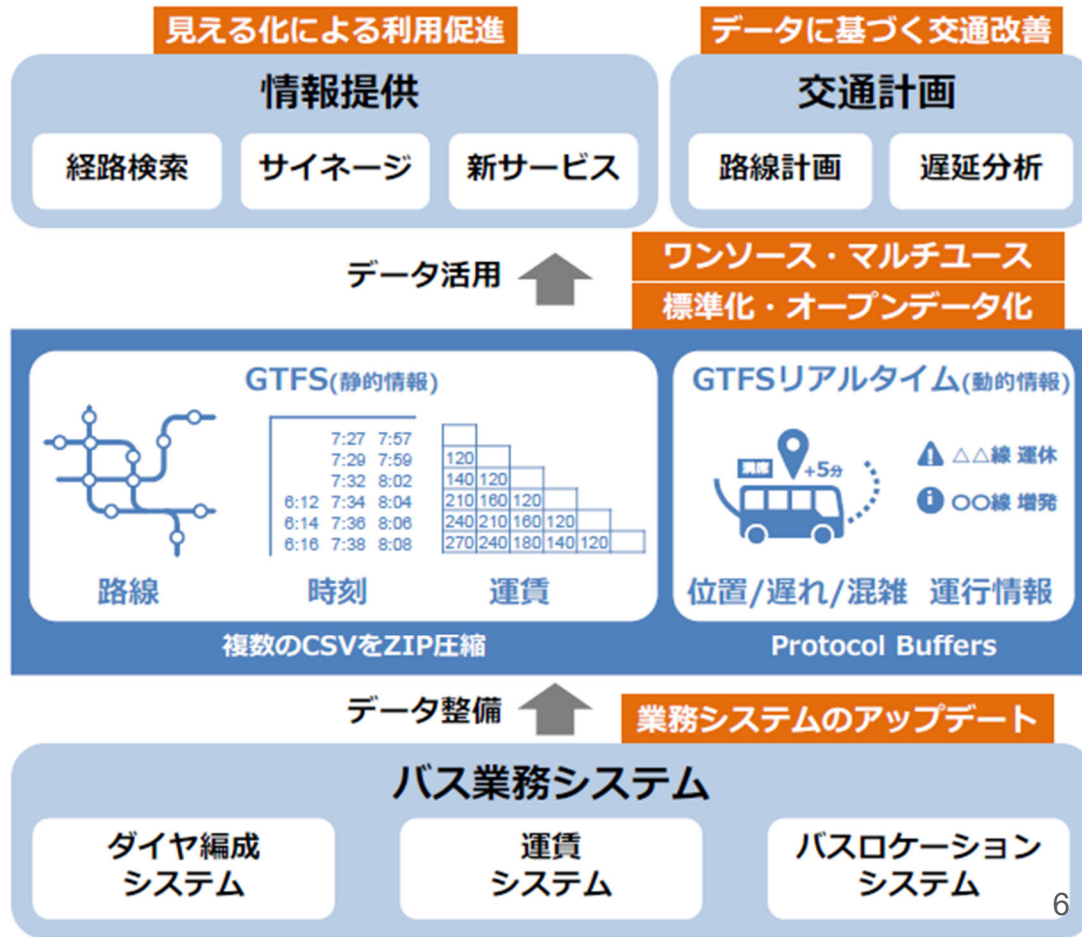 見える化による利用促進
データに基づく交通改善
情報提供
交通計画
経路検索
サイネージ
新サービス
路線計画
遅延分析
データ活用
ワンソース・マルチユース
標準化・オープンデータ化
GTFS(静的情報)
7:27 7:57
7:29 7:59
7:32 8:02
6:12 7:34 8:04
6:14 7:36 8:06
6:16 7:38 8:08
120
140 120
210 160 120
240 210 160 120
270 240 180 140 120
路線
時刻
運賃
複数のCSVをZIP圧縮
GTFSリアルタイム(動的情報)
満席
+5分
△△線 運休
i 〇〇線 増発
位置/遅れ/混雑
運行情報
Protocol Buffers
データ整備
業務システムのアップデート
バス業務システム
ダイヤ編成
システム
運賃
システム
バスロケーション
システム
6